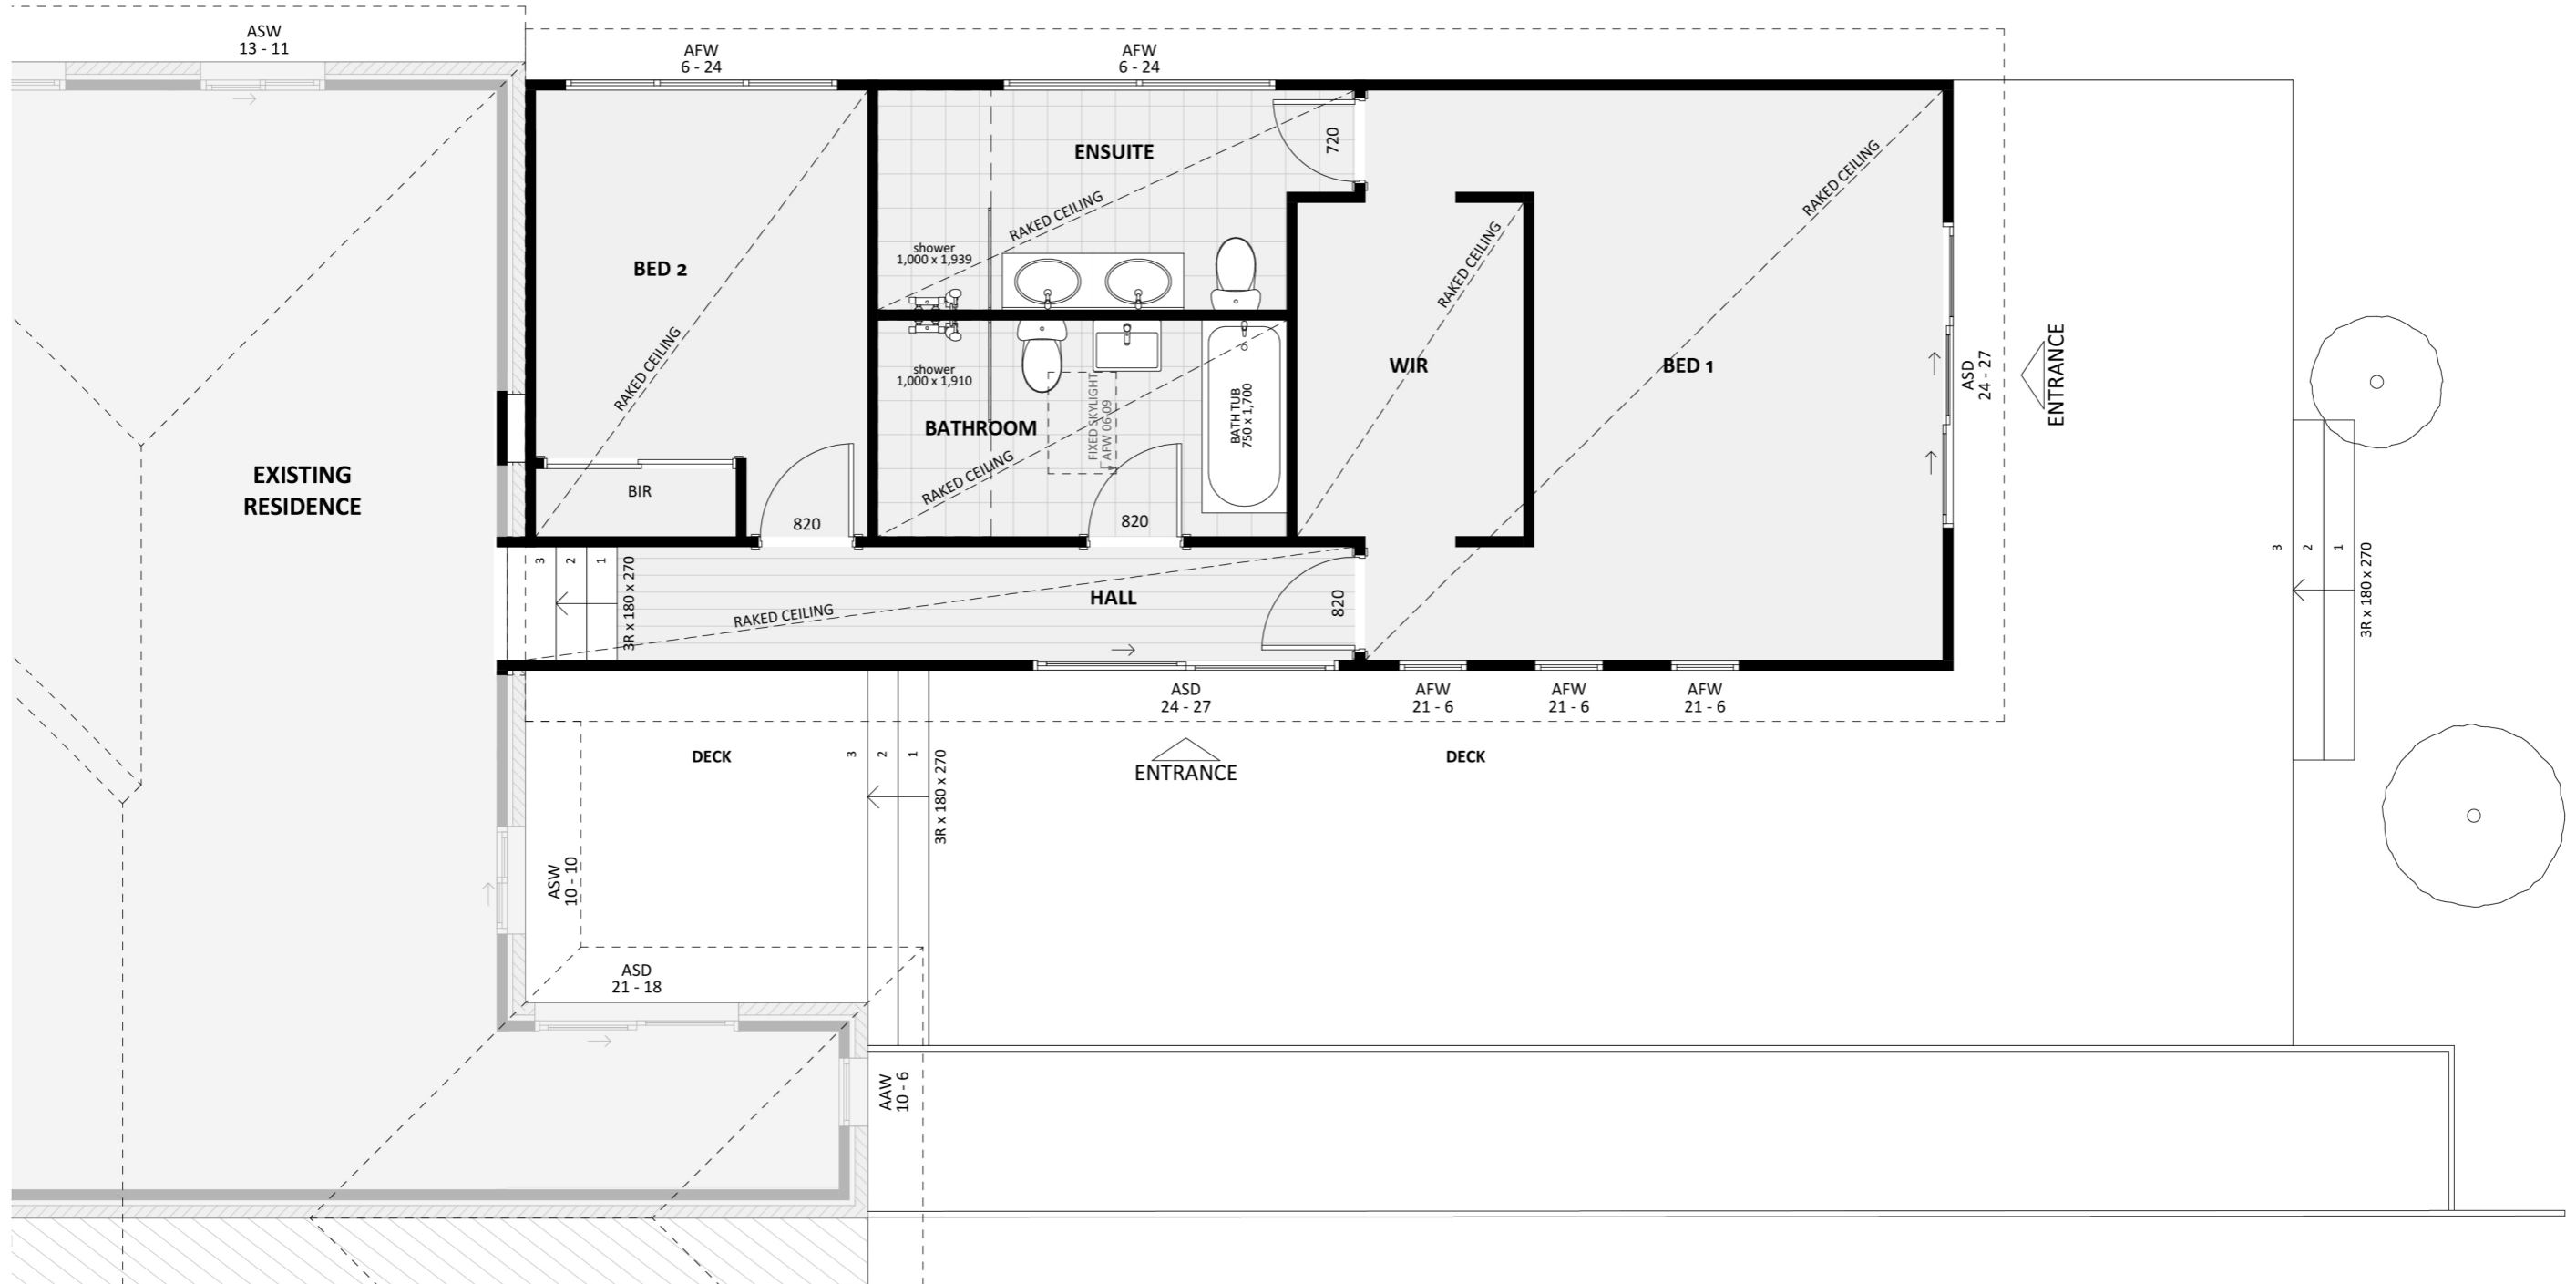 ASW
13 - 11
AFW
6 - 24
AFW
6 - 24
ENSUITE
720
RAKED CEILING
RAKED CEILING
shower
1,000 x 1,939
BED 2
RAKED CEILING
RAKED CEILING
WIR
BED 1
ASD
24 - 27
ENTRANCE
shower
1,000 x 1,910
BATHROOM
FIXED SKYLIGHT
AFW 06-09
BATH TUB
750 x 1,700
RAKED CEILING
EXISTING
RESIDENCE
BIR
820
820
3
2
1
3R x 180 x 270
RAKED CEILING
HALL
820
3
2
1
3R x 180 x 270
ASD
24 - 27
AFW
21 - 6
AFW
21 - 6
AFW
21 - 6
DECK
3
2
1
3R x 180 x 270
ENTRANCE
DECK
ASW
10 - 10
ASD
21 - 18
AAW
10 - 6